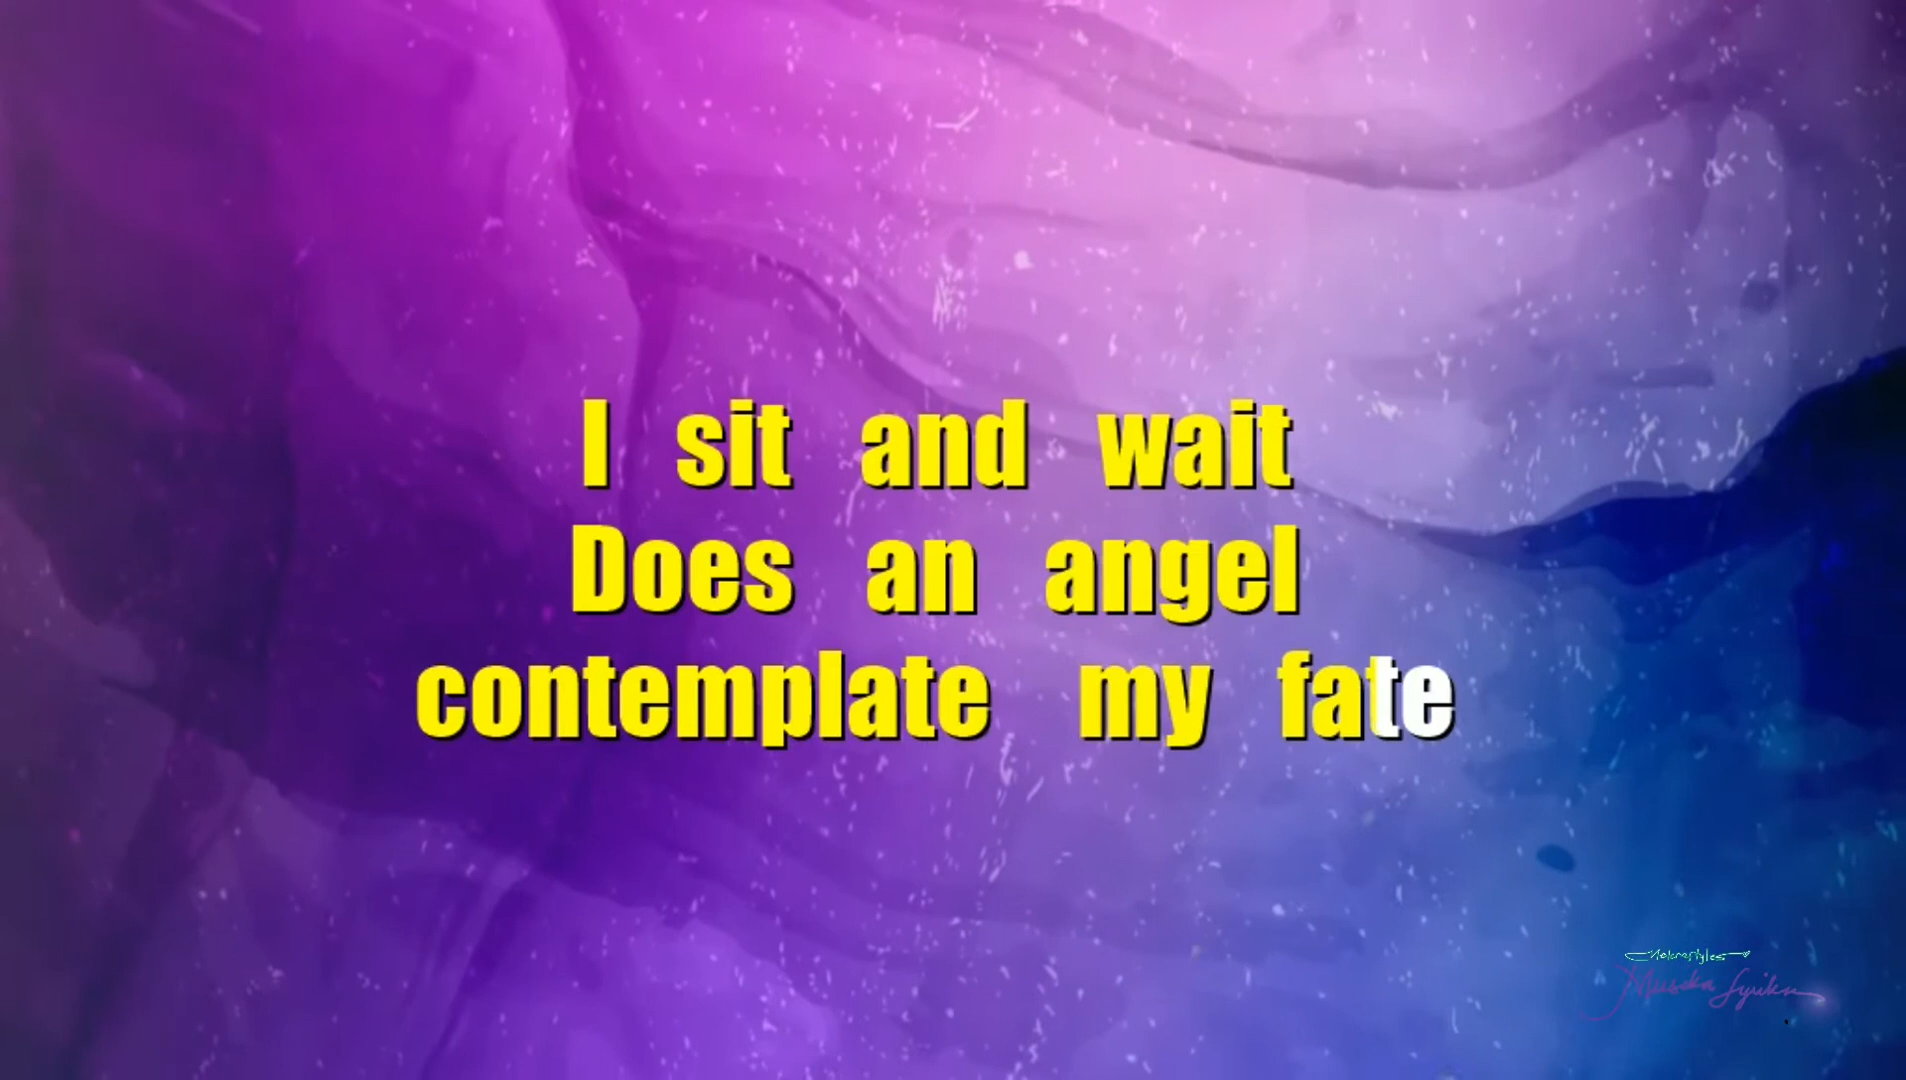 I sit and wait
Does an angel
contemplate my fate